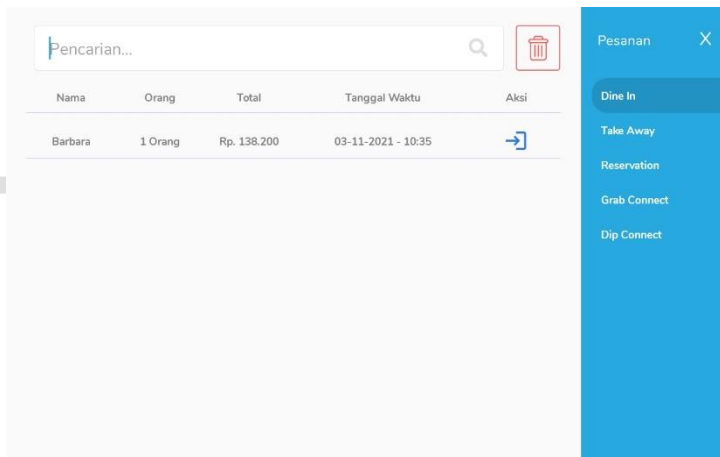 Pencarian...
Nama Orang Total Tanggal Waktu Aksi
Barbara 1 Orang Rp. 138.200 03-11-2021 - 10:35
Pesanan X
Dine In
Take Away
Reservation
Grab Connect
Dip Connect